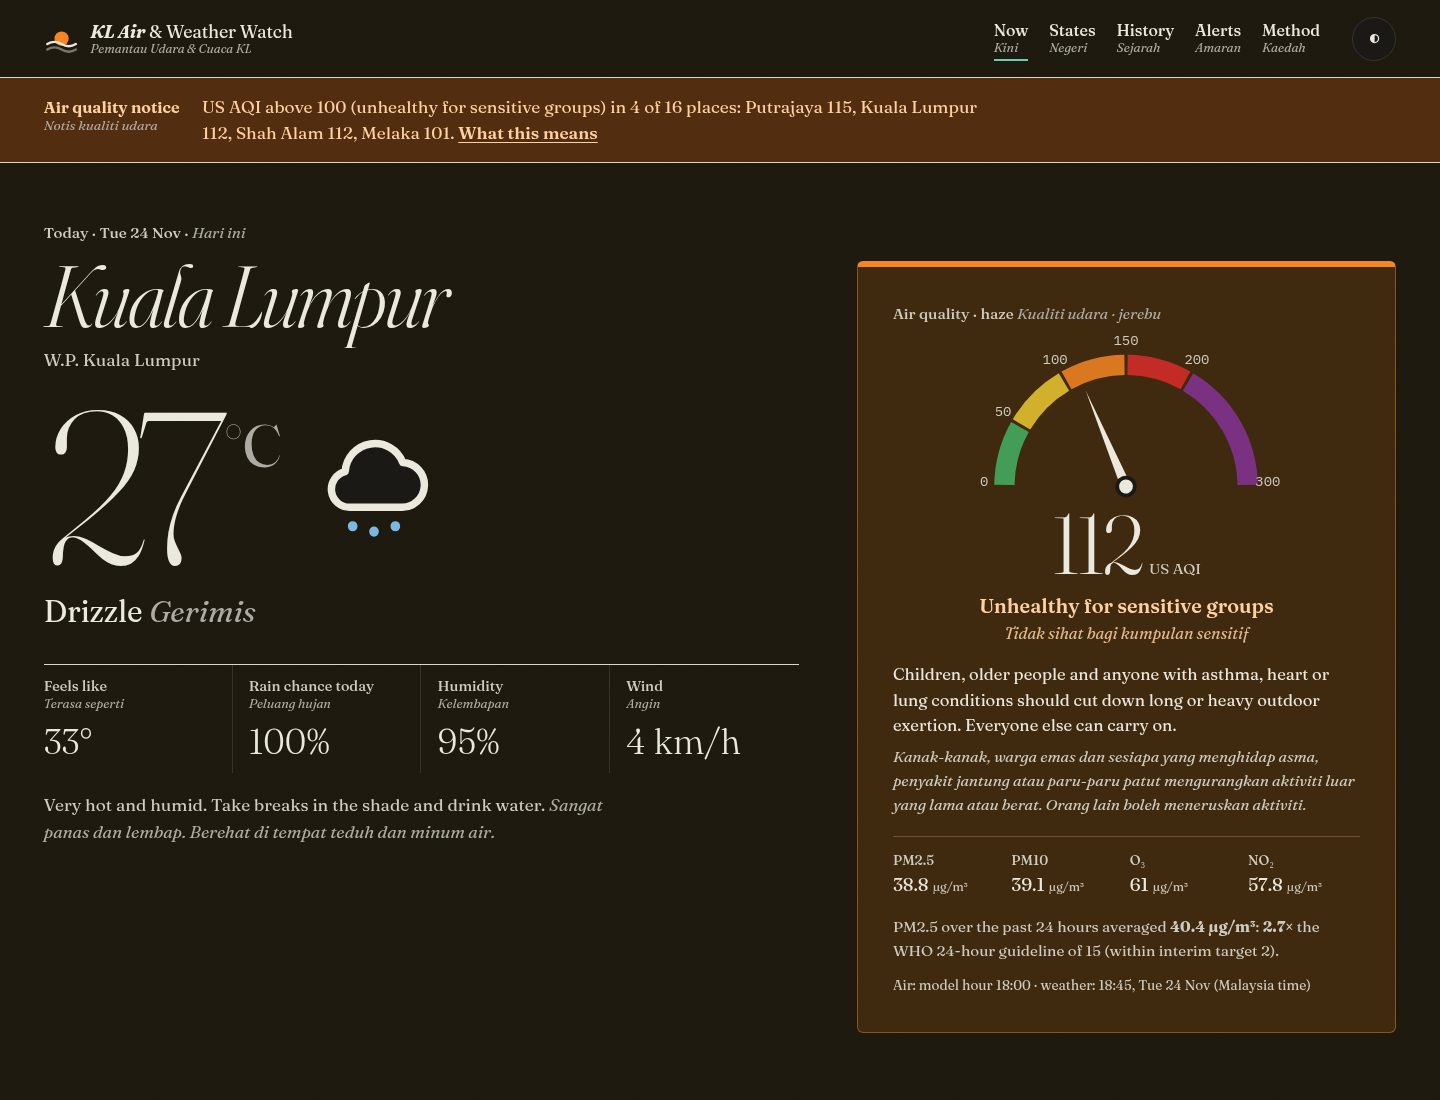 KL Air & Weather Watch
Pemantau Udara & Cuaca KL
Now
Kini
States
Negeri
History
Sejarah
Alerts
Amaran
Method
Kaedah
Air quality notice
Notis kualiti udara
US AQI above 100 (unhealthy for sensitive groups) in 4 of 16 places: Putrajaya 115, Kuala Lumpur
112, Shah Alam 112, Melaka 101. What this means
Today · Tue 24 Nov · Hari ini
Kuala Lumpur
W.P. Kuala Lumpur
27°C
Drizzle Gerimis
Feels like
Terasa seperti
33°
Rain chance today
Peluang hujan
100%
Humidity
Kelembapan
95%
Wind
Angin
4 km/h
Very hot and humid. Take breaks in the shade and drink water. Sangat
panas dan lembap. Berehat di tempat teduh dan minum air.
Air quality · haze Kualiti udara · jerebu
0
50
100
150
200
300
112 US AQI
Unhealthy for sensitive groups
Tidak sihat bagi kumpulan sensitif
Children, older people and anyone with asthma, heart or
lung conditions should cut down long or heavy outdoor
exertion. Everyone else can carry on.
Kanak-kanak, warga emas dan sesiapa yang menghidap asma,
penyakit jantung atau paru-paru patut mengurangkan aktiviti luar
yang lama atau berat. Orang lain boleh meneruskan aktiviti.
PM2.5
38.8 µg/m³
PM10
39.1 µg/m³
O₃
61 µg/m³
NO₂
57.8 µg/m³
PM2.5 over the past 24 hours averaged 40.4 µg/m³: 2.7× the
WHO 24-hour guideline of 15 (within interim target 2).
Air: model hour 18:00 · weather: 18:45, Tue 24 Nov (Malaysia time)